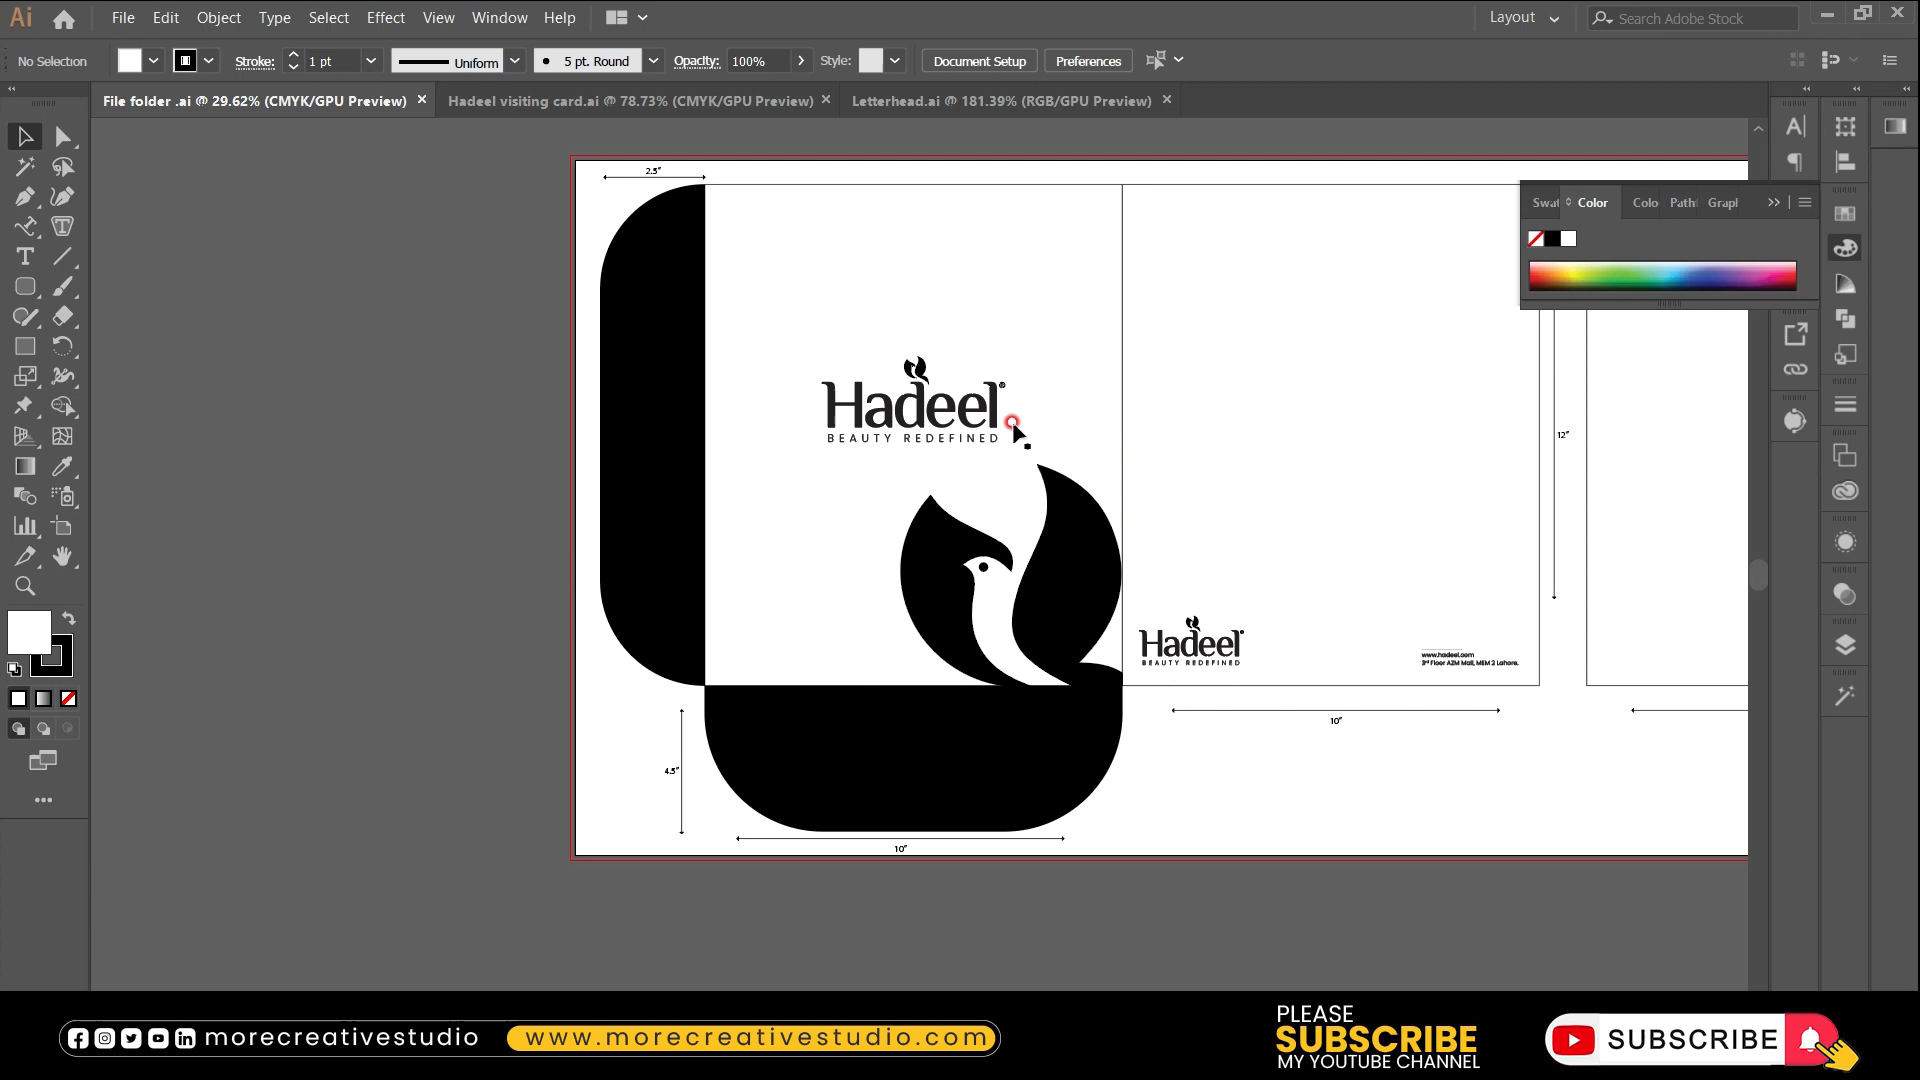 Ai File Edit Object Type Select Effect View Window Help Layout Search Adobe Stock
No Selection Stroke: 1 pt Uniform 5 pt. Round Opacity: 100% Style: Document Setup Preferences
File folder .ai @ 29.62% (CMYK/GPU Preview) Hadeel visiting card.ai @ 78.73% (CMYK/GPU Preview) Letterhead.ai @ 181.39% (RGB/GPU Preview)
2.5"
Swat Color Colo Path Graph
Hadeel®
BEAUTY REDEFINED
12"
Hadeel
BEAUTY REDEFINED
www.hadeel.com
3rd Floor AZM Mall, MEM 2 Lahore.
10"
4.5"
10"
morecreativestudio
www.morecreativestudio.com
PLEASE
SUBSCRIBE
MY YOUTUBE CHANNEL
SUBSCRIBE